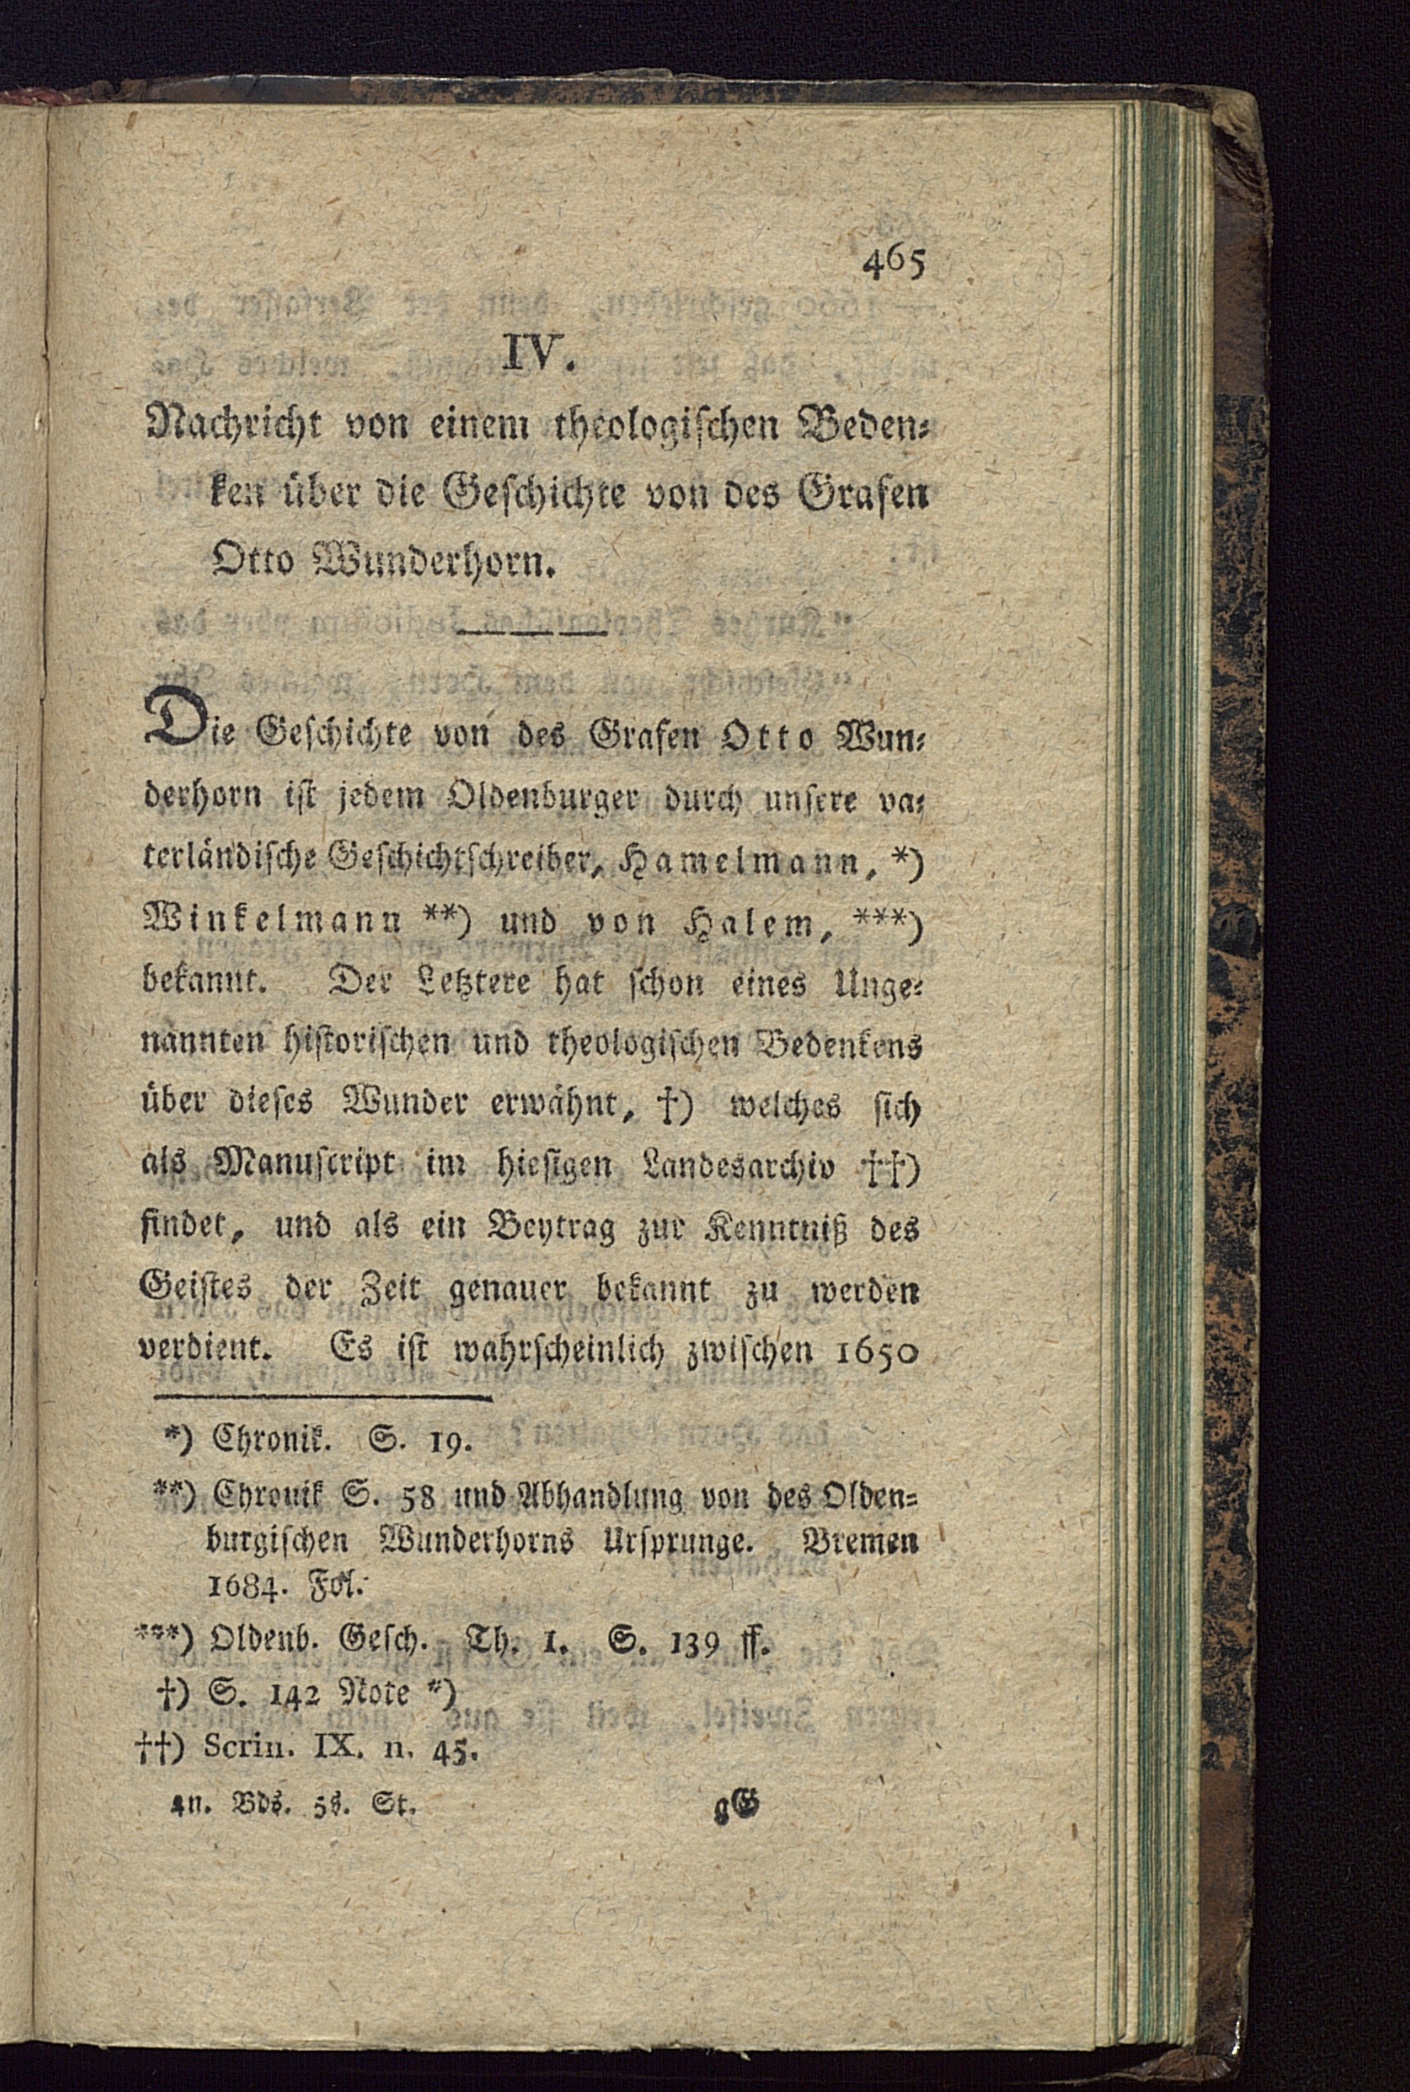 465
IV.
Nachricht von einem theologischen Beden⸗
ken über die Geschichte von des Grafen
Otto Wunderhorn.
Die Geschichte von des Grafen Otto Wun⸗
derhorn ist jedem Oldenburger durch unsere va⸗
terländische Geschichtschreiber, Hamelmann, *)
Winkelmann **) und von Halem, ***)
bekannt. Der Letztere hat schon eines Unge⸗
nannten historischen und theologischen Bedenkens
über dieses Wunder erwähnt, †) welches sich
als Manuscript im hiesigen Landesarchiv ††)
findet, und als ein Beytrag zur Kenntniß des
Geistes der Zeit genauer bekannt zu werden
verdient. Es ist wahrscheinlich zwischen 1650
*) Chronik. S. 19.
**) Chronik S. 58 und Abhandlung von des Olden⸗
burgischen Wunderhorns Ursprunge. Bremen
1684. Fol.
***) Oldenb. Gesch. Th. 1. S. 139 ff.
†) S. 142 Note *)
††) Scrin. IX. n. 45.
4n. Bds. 5s. St. gG